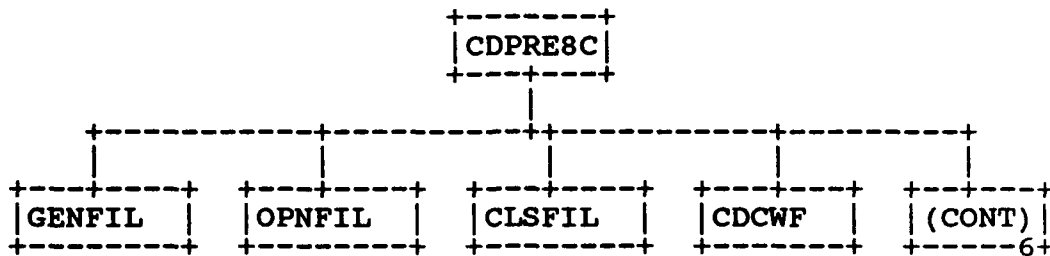 CDPRE8C
GENFIL OPNFIL CLSFIL CDCWF (CONT)
6